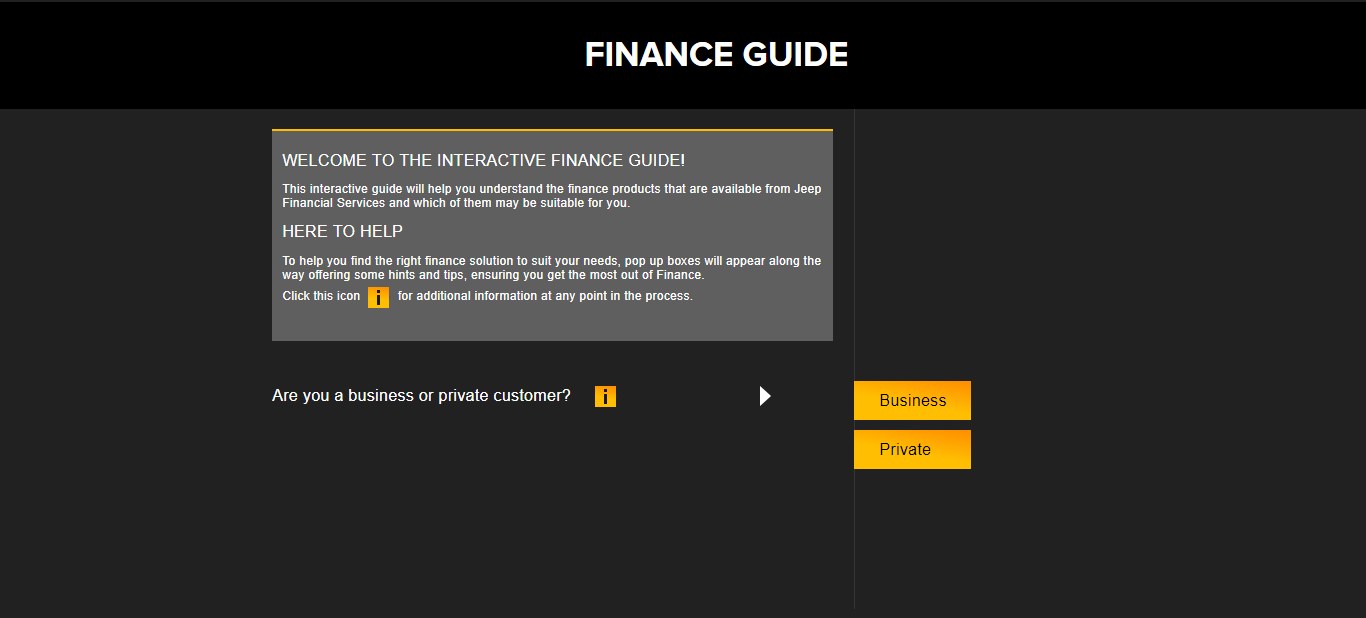 FINANCE GUIDE
WELCOME TO THE INTERACTIVE FINANCE GUIDE!
This interactive guide will help you understand the finance products that are available from Jeep
Financial Services and which of them may be suitable for you.
HERE TO HELP
To help you find the right finance solution to suit your needs, pop up boxes will appear along the
way offering some hints and tips, ensuring you get the most out of Finance.
Click this icon i for additional information at any point in the process.
Are you a business or private customer? i
Business
Private